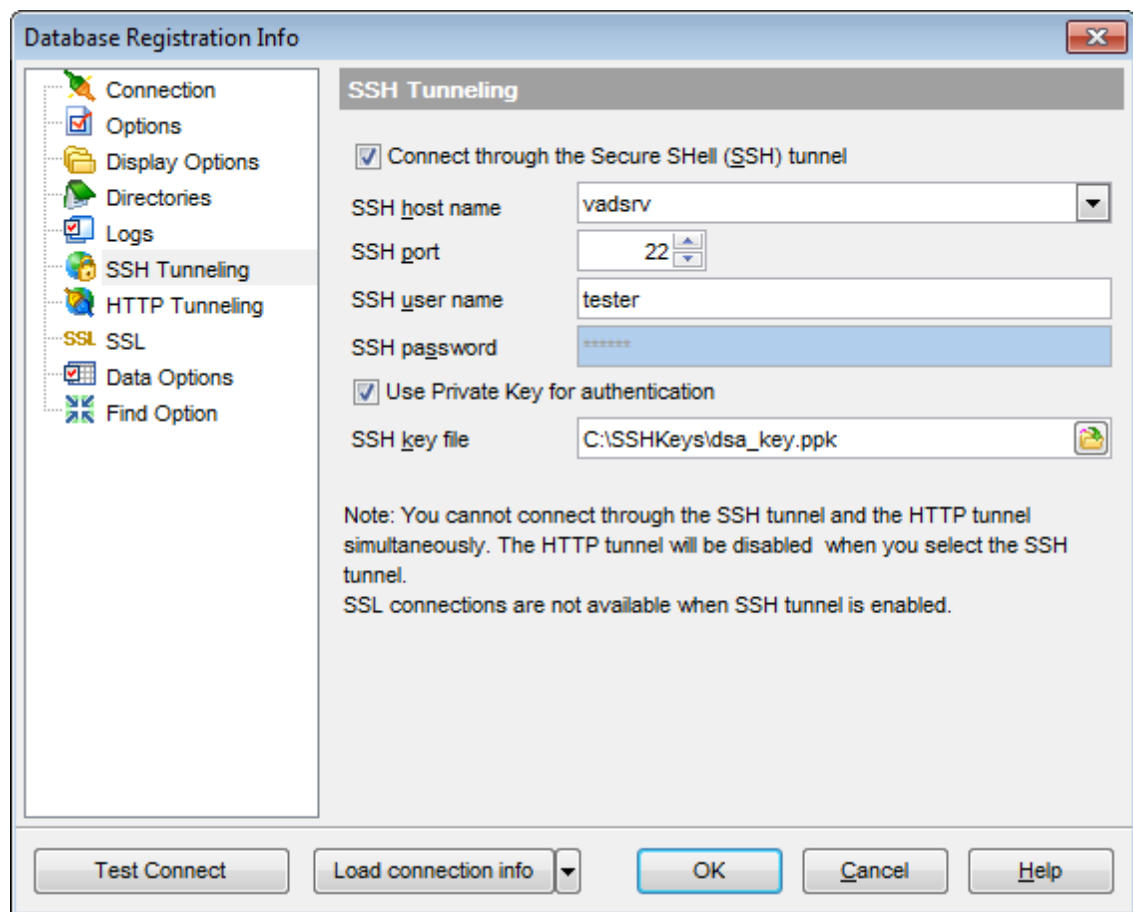 Database Registration Info
Connection
Options
Display Options
Directories
Logs
SSH Tunneling
HTTP Tunneling
SSL SSL
Data Options
Find Option
SSH Tunneling
Connect through the Secure SHell (SSH) tunnel
SSH host name vadsrv
SSH port 22
SSH user name tester
SSH password ******
Use Private Key for authentication
SSH key file C:\SSHKeys\dsa_key.ppk
Note: You cannot connect through the SSH tunnel and the HTTP tunnel
simultaneously. The HTTP tunnel will be disabled when you select the SSH
tunnel.
SSL connections are not available when SSH tunnel is enabled.
Test Connect Load connection info OK Cancel Help